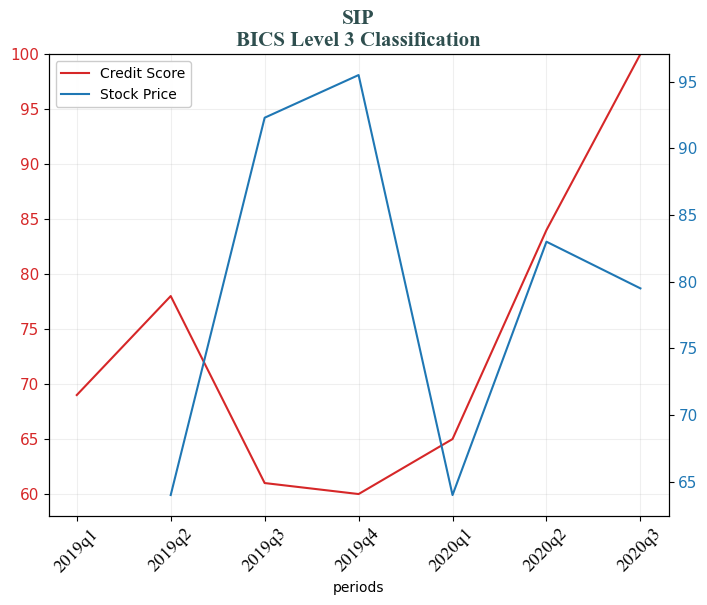 SIP
BICS Level 3 Classification
Credit Score
Stock Price
100
95
90
85
80
75
70
65
60
95
90
85
80
75
70
65
2019q1
2019q2
2019q3
2019q4
2020q1
2020q2
2020q3
periods